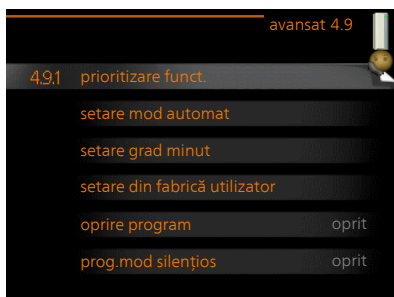 avansat 4.9
4.9.1 prioritizare funct.
setare mod automat
setare grad minut
setare din fabrică utilizator
oprire program oprit
prog.mod silențios oprit